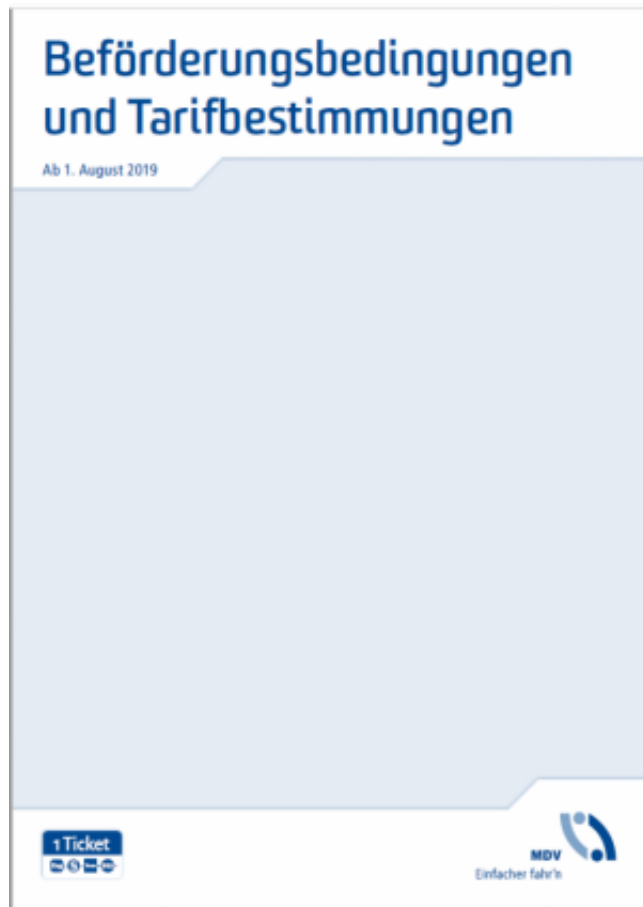 Beförderungsbedingungen
und Tarifbestimmungen
Ab 1. August 2019
1 Ticket
MDV
Einfacher fahr'n